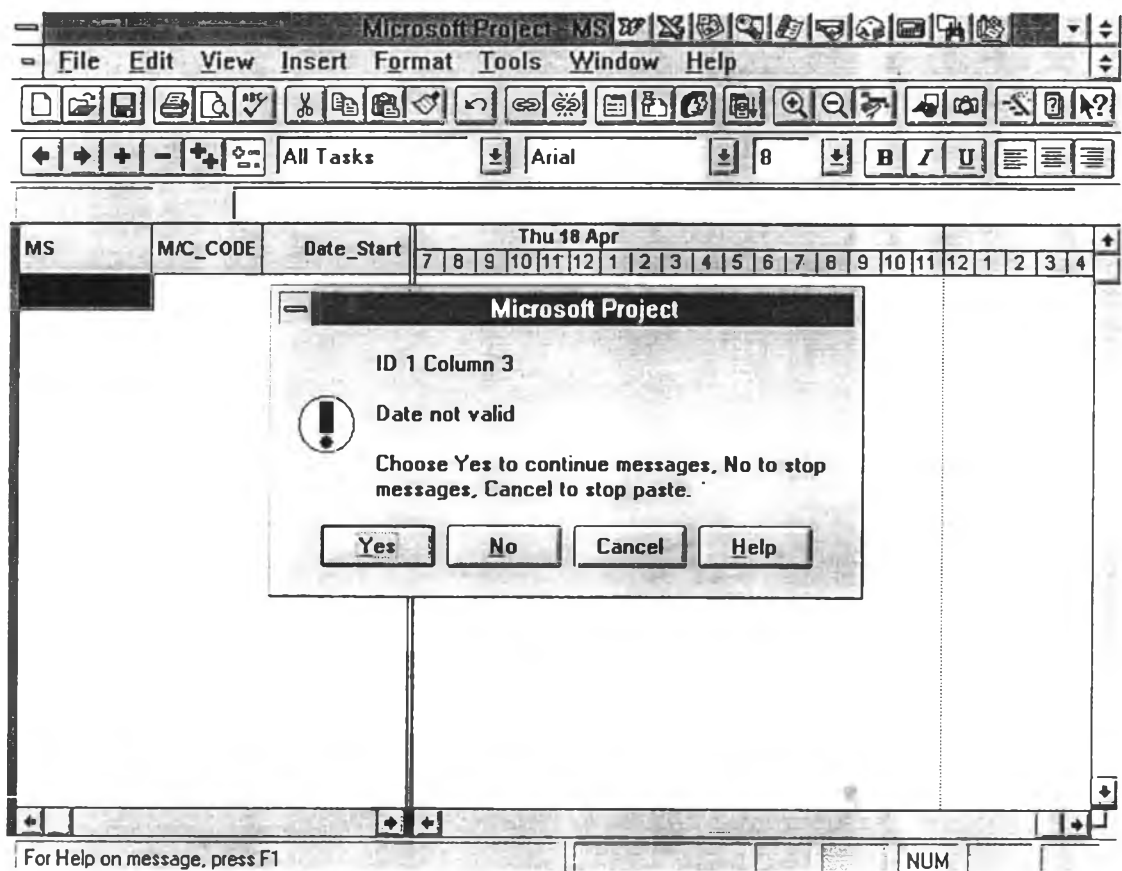 Microsoft Project - MS
File Edit View Insert Format Tools Window Help
ABC
All Tasks Arial 8 B I U
MS M/C_CODE Date_Start
Thu 18 Apr
7 8 9 10 11 12 1 2 3 4 5 6 7 8 9 10 11 12 1 2 3 4
Microsoft Project
ID 1 Column 3
Date not valid
Choose Yes to continue messages, No to stop
messages, Cancel to stop paste.
Yes No Cancel Help
For Help on message, press F1
NUM